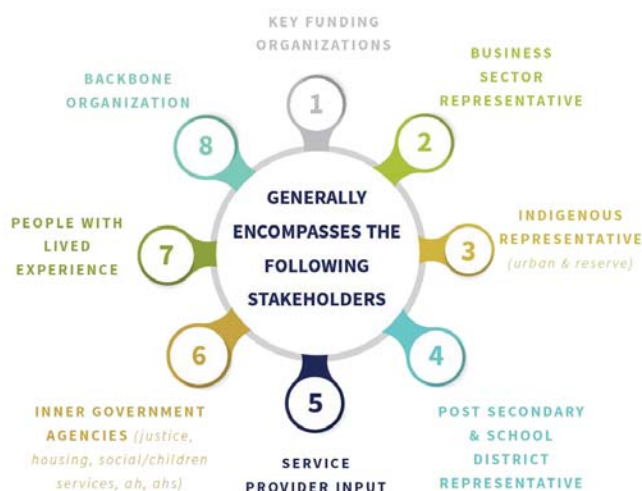 KEY FUNDING
ORGANIZATIONS
1
BUSINESS
SECTOR
REPRESENTATIVE
2
INDIGENOUS
REPRESENTATIVE
(urban & reserve)
3
POST SECONDARY
& SCHOOL
DISTRICT
REPRESENTATIVE
4
SERVICE
PROVIDER INPUT
5
INNER GOVERNMENT
AGENCIES (justice,
housing, social/children
services, ah, ahs)
6
PEOPLE WITH
LIVED
EXPERIENCE
7
BACKBONE
ORGANIZATION
8
GENERALLY
ENCOMPASSES THE
FOLLOWING
STAKEHOLDERS